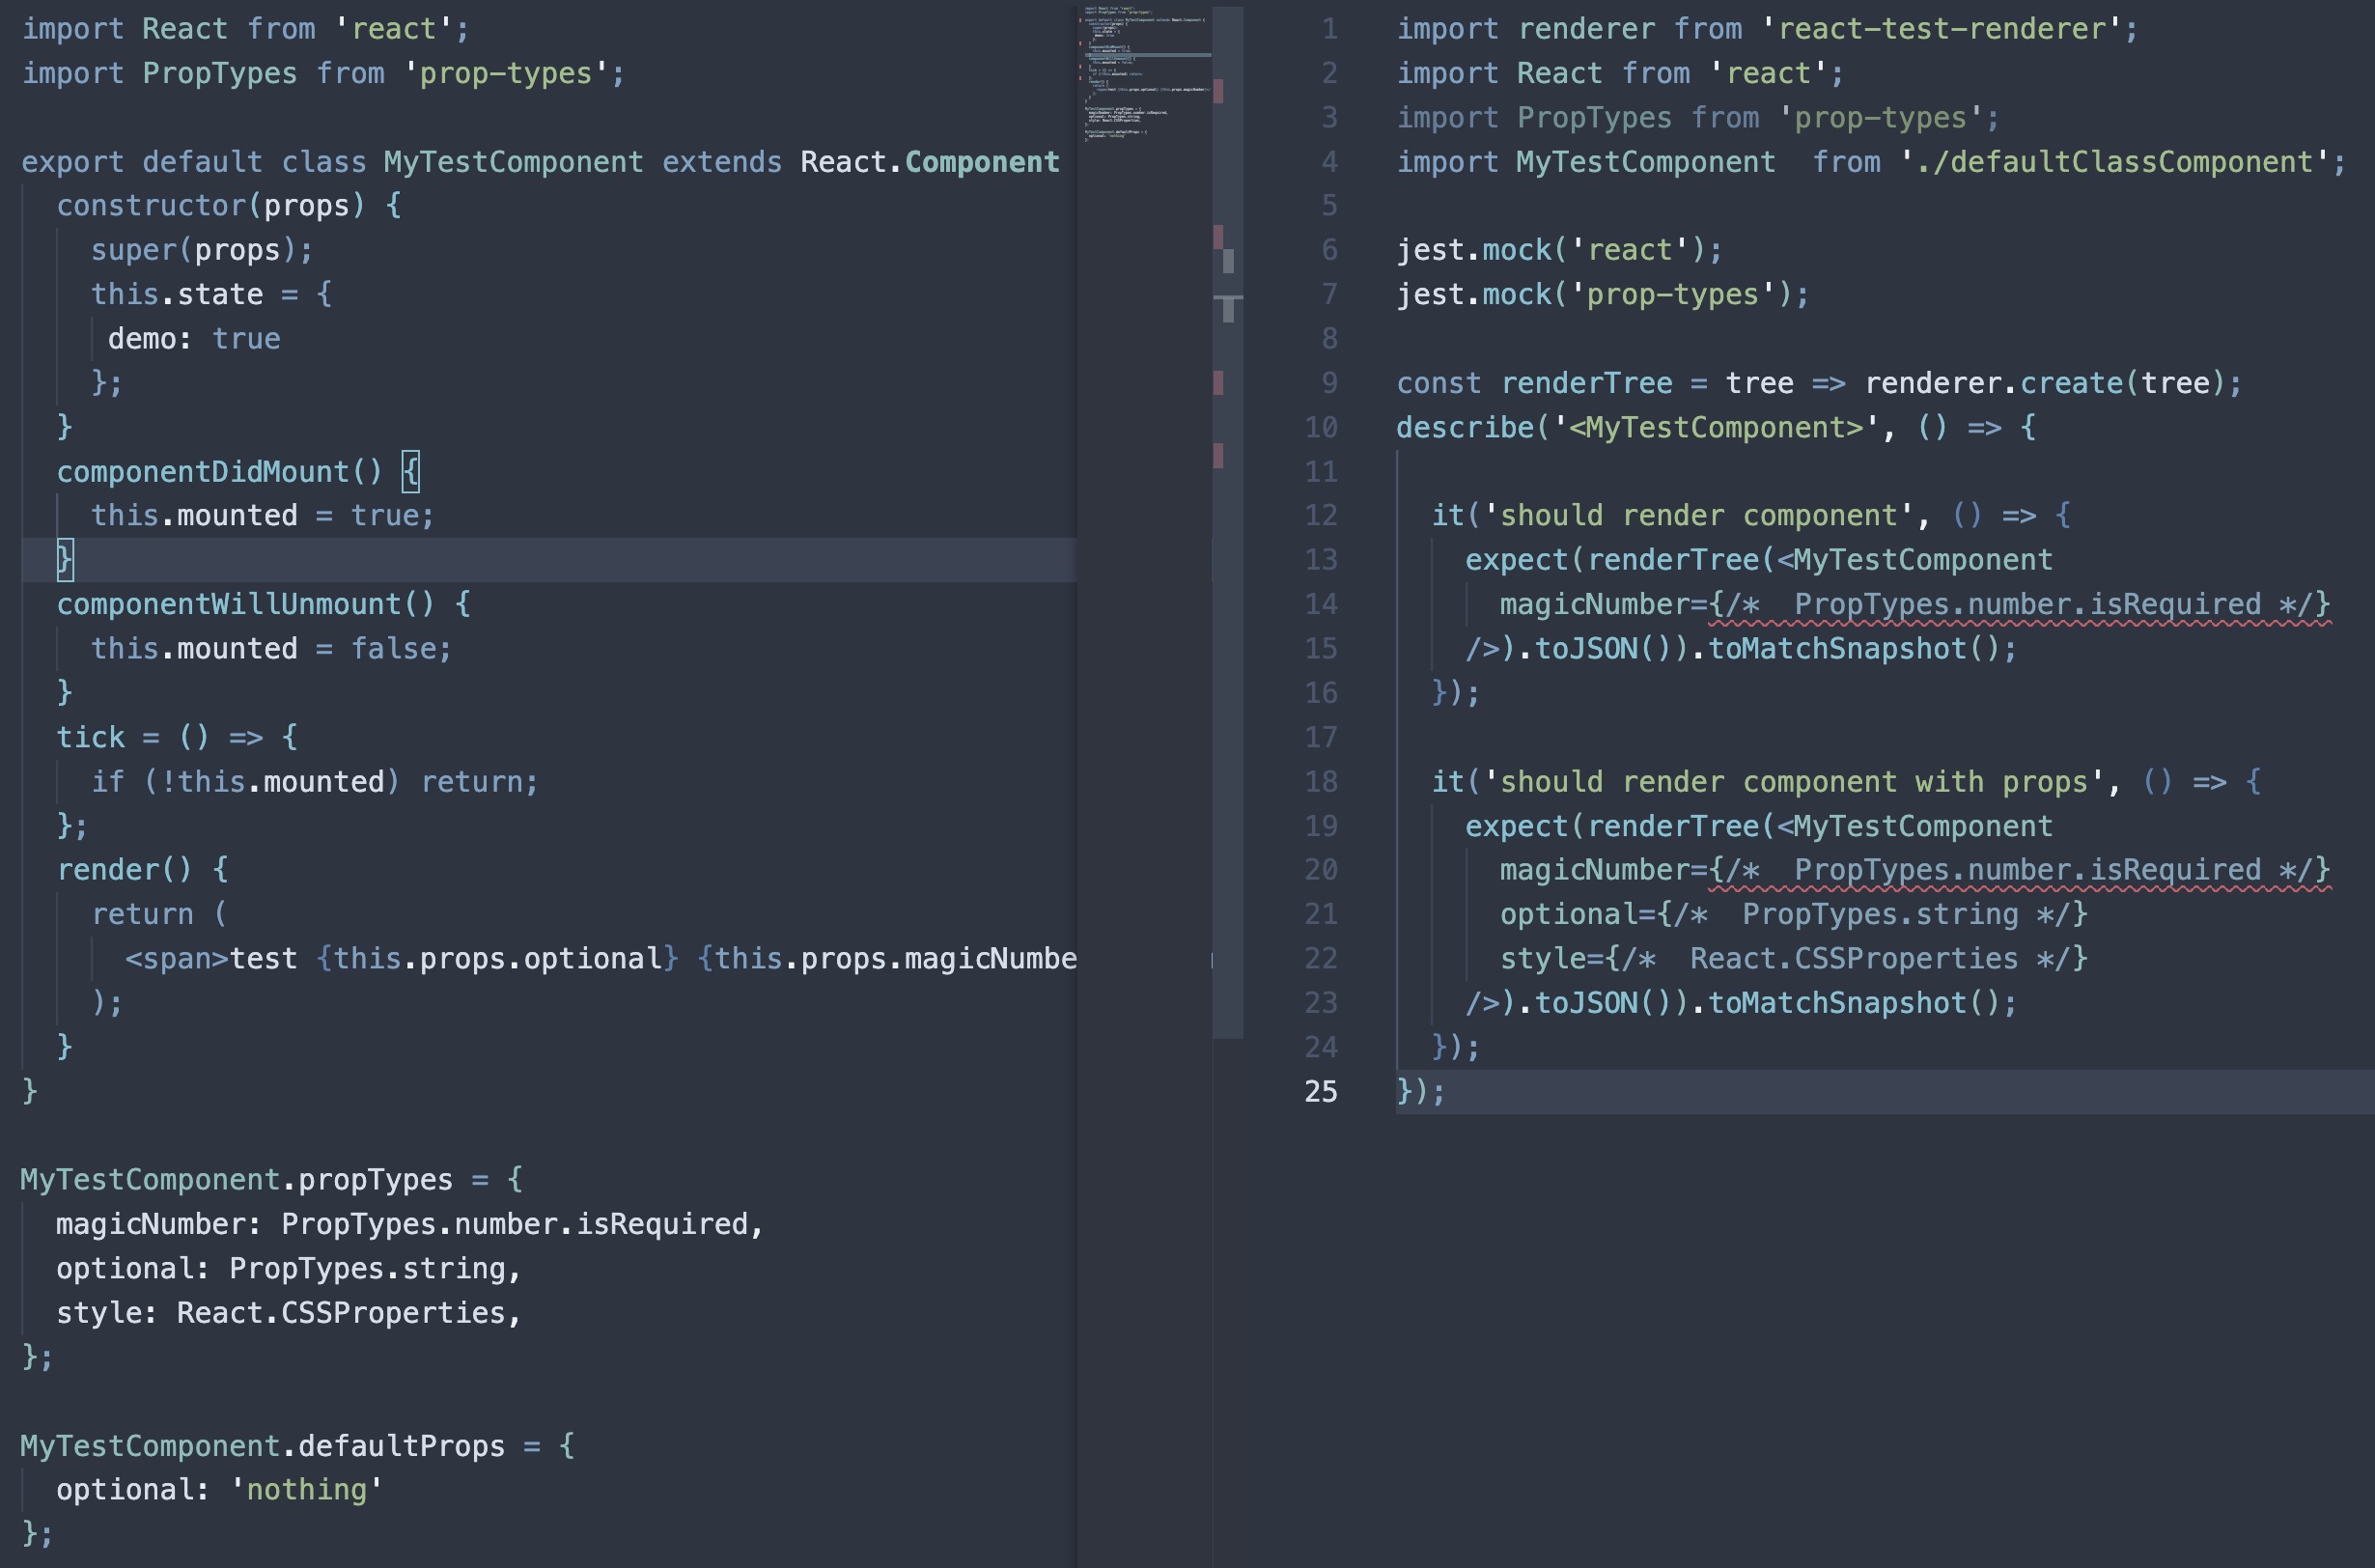 import React from 'react';
import PropTypes from 'prop-types';
export default class MyTestComponent extends React.Component
constructor(props) {
super(props);
this.state = {
demo: true
};
}
componentDidMount() {
this.mounted = true;
}
componentWillUnmount() {
this.mounted = false;
}
tick = () => {
if (!this.mounted) return;
};
render() {
return (
<span>test {this.props.optional} {this.props.magicNumbe
);
}
}
MyTestComponent.propTypes = {
magicNumber: PropTypes.number.isRequired,
optional: PropTypes.string,
style: React.CSSProperties,
};
MyTestComponent.defaultProps = {
optional: 'nothing'
};
1 import renderer from 'react-test-renderer';
2 import React from 'react';
3 import PropTypes from 'prop-types';
4 import MyTestComponent  from './defaultClassComponent';
5
6 jest.mock('react');
7 jest.mock('prop-types');
8
9 const renderTree = tree => renderer.create(tree);
10 describe('<MyTestComponent>', () => {
11
12 it('should render component', () => {
13 expect(renderTree(<MyTestComponent
14 magicNumber={/*  PropTypes.number.isRequired */}
15 />).toJSON()).toMatchSnapshot();
16 });
17
18 it('should render component with props', () => {
19 expect(renderTree(<MyTestComponent
20 magicNumber={/*  PropTypes.number.isRequired */}
21 optional={/*  PropTypes.string */}
22 style={/*  React.CSSProperties */}
23 />).toJSON()).toMatchSnapshot();
24 });
25 });